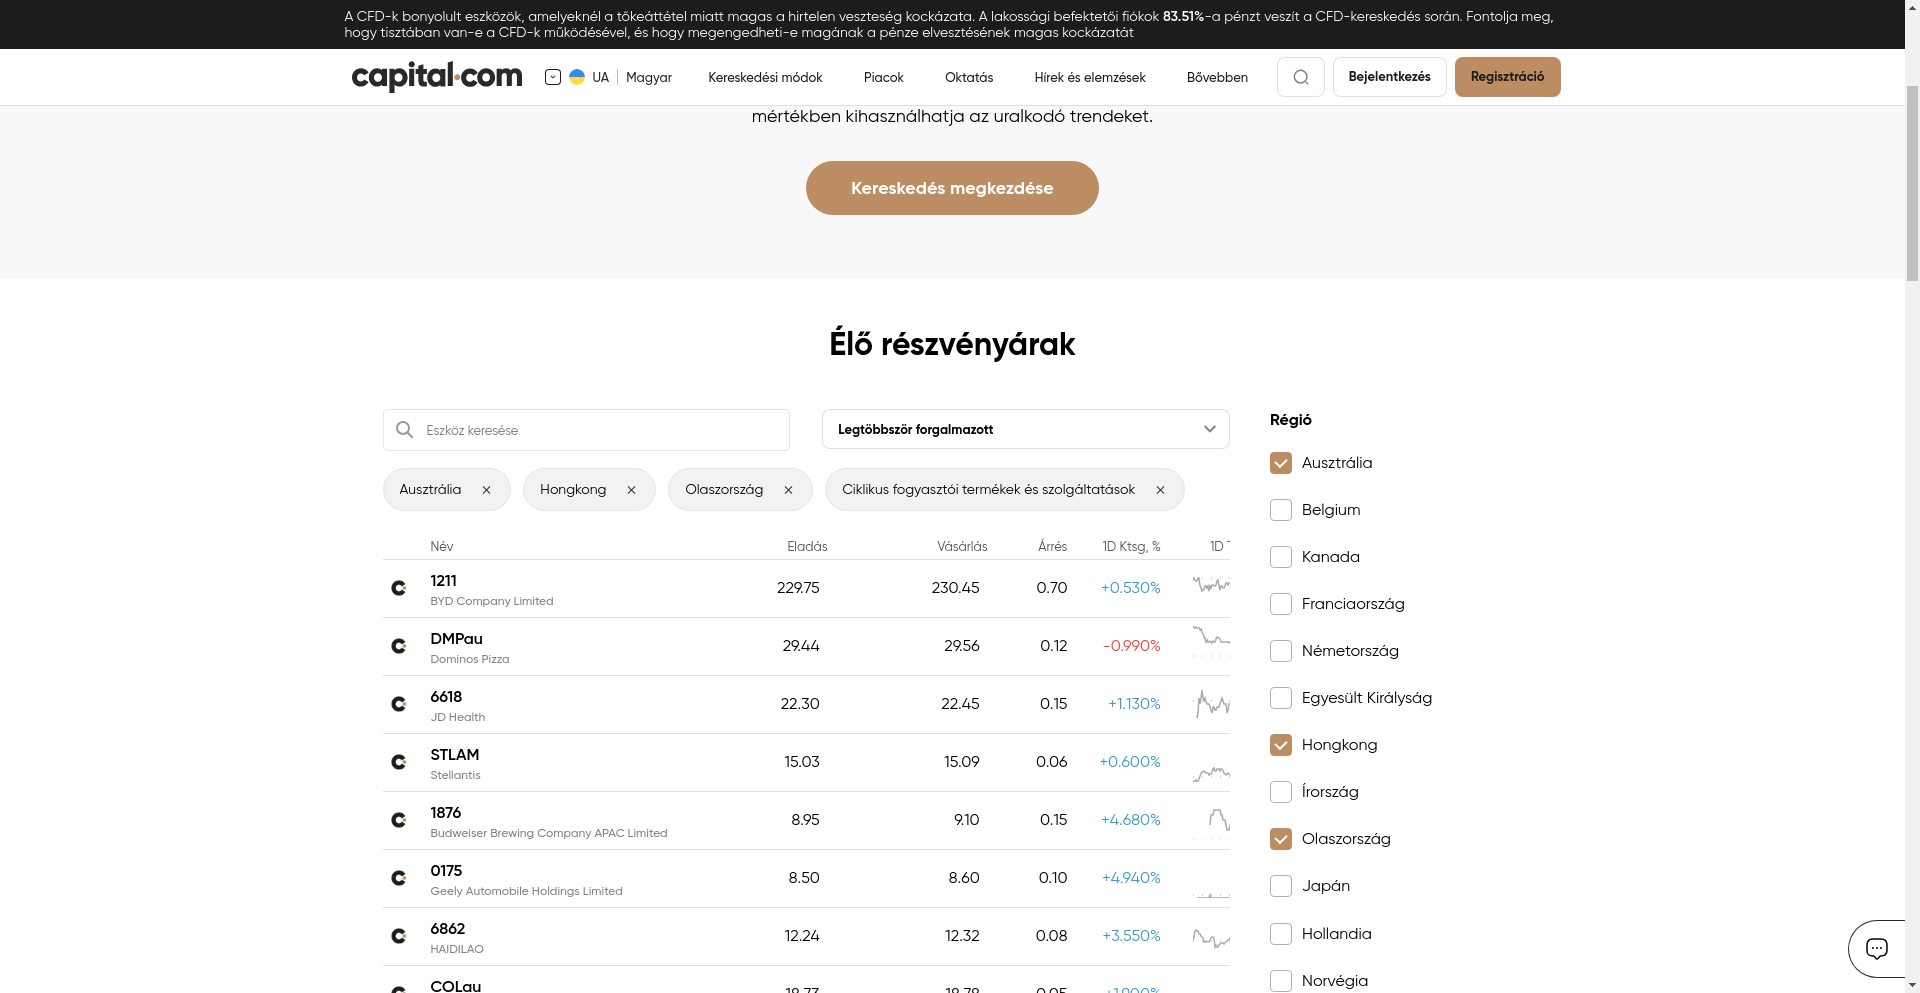 A CFD-k bonyolult eszközök, amelyeknél a tőkeáttétel miatt magas a hirtelen veszteség kockázata. A lakossági befektetői fiókok 83.51%-a pénzt veszít a CFD-kereskedés során. Fontolja meg,
hogy tisztában van-e a CFD-k működésével, és hogy megengedheti-e magának a pénze elvesztésének magas kockázatát
capital.com
UA Magyar
Kereskedési módok
Piacok
Oktatás
Hírek és elemzések
Bővebben
Bejelentkezés
Regisztráció
mértékben kihasználhatja az uralkodó trendeket.
Kereskedés megkezdése
Élő részvényárak
Eszköz keresése
Legtöbbször forgalmazott
Ausztrália
Hongkong
Olaszország
Ciklikus fogyasztói termékek és szolgáltatások
Név Eladás Vásárlás Árrés 1D Ktsg, % 1D
1211 229.75 230.45 0.70 +0.530%
BYD Company Limited
DMPau 29.44 29.56 0.12 -0.990%
Dominos Pizza
6618 22.30 22.45 0.15 +1.130%
JD Health
STLAM 15.03 15.09 0.06 +0.600%
Stellantis
1876 8.95 9.10 0.15 +4.680%
Budweiser Brewing Company APAC Limited
0175 8.50 8.60 0.10 +4.940%
Geely Automobile Holdings Limited
6862 12.24 12.32 0.08 +3.550%
HAIDILAO
COLau
Régió
Ausztrália
Belgium
Kanada
Franciaország
Németország
Egyesült Királyság
Hongkong
Írország
Olaszország
Japán
Hollandia
Norvégia